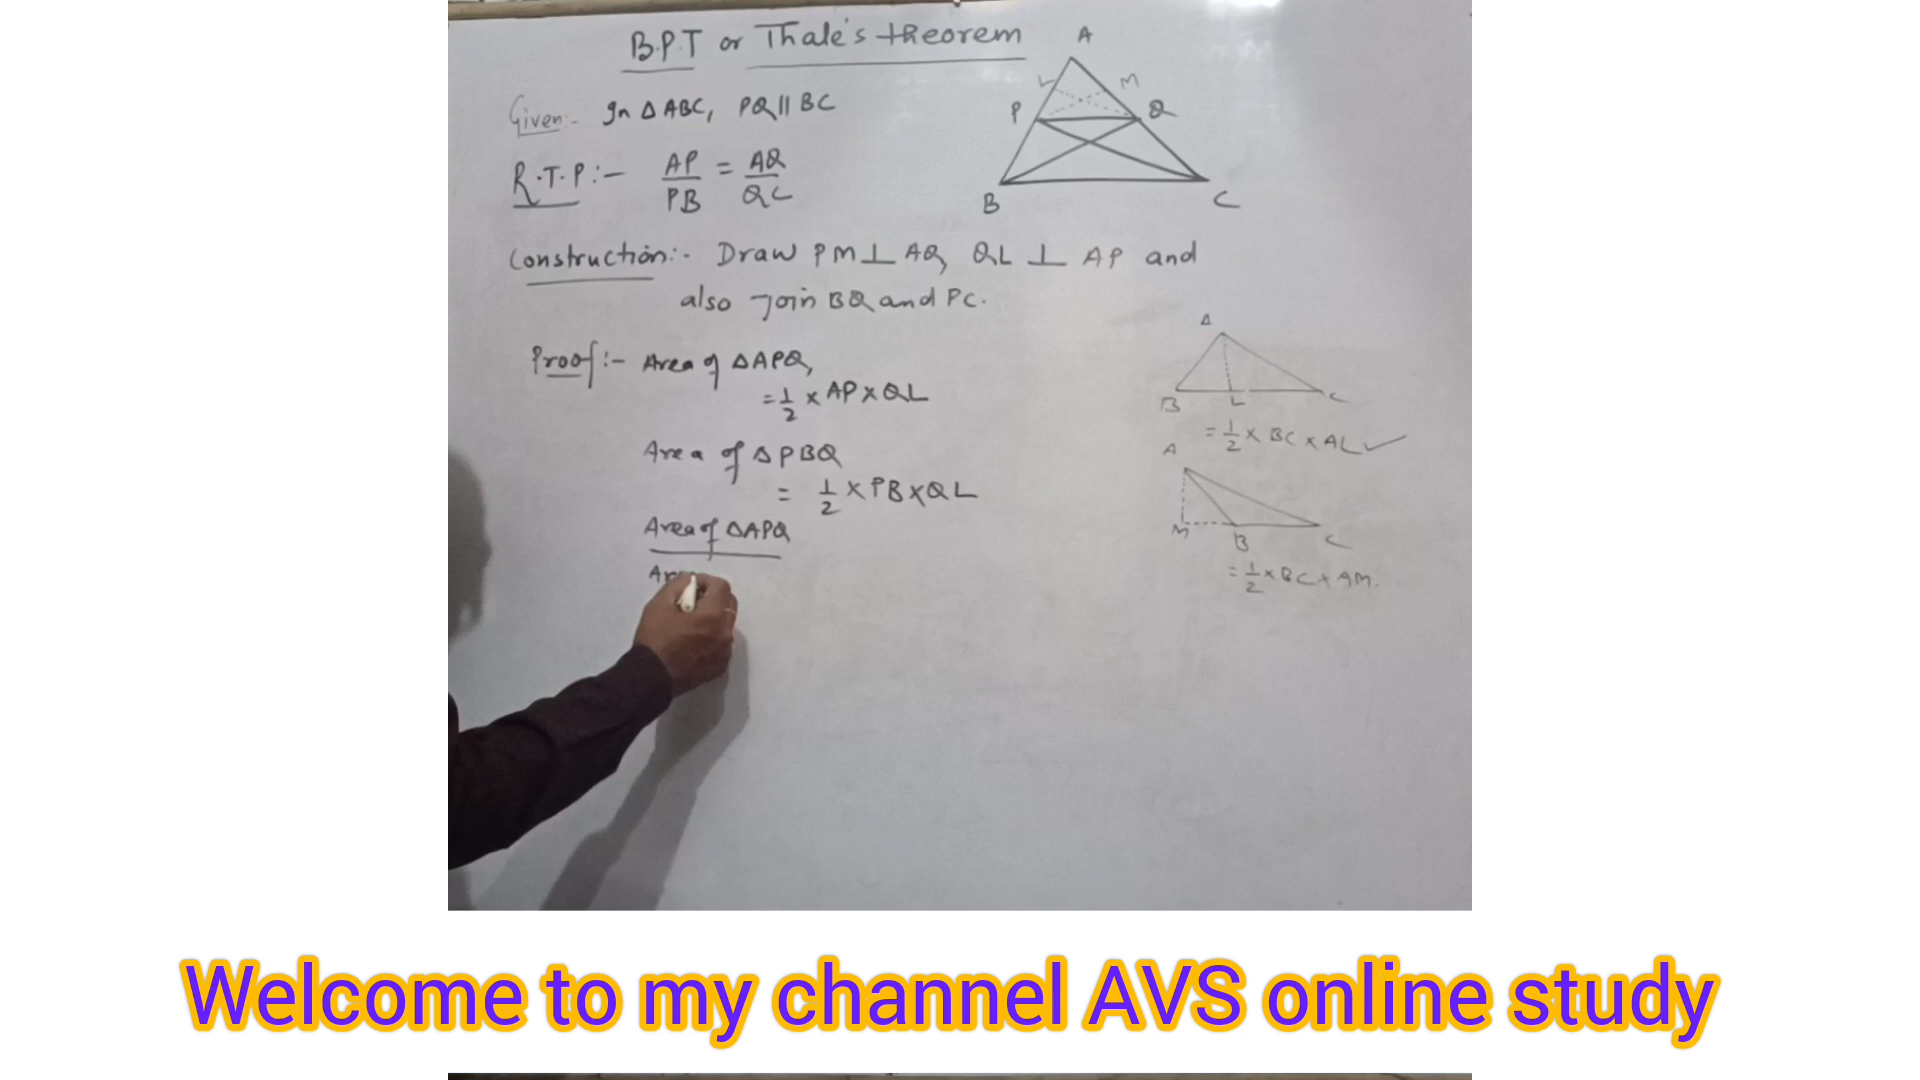 B.P.T or Thale's theorem
Given:- In △ ABC, PQ || BC
R.T.P:- AP/PB = AQ/QC
Construction:- Draw PM ⊥ AQ, QL ⊥ AP and
also Join BQ and PC.
Proof:- Area of △APQ,
= 1/2 × AP × QL
Area of △ PBQ
= 1/2 × PB × QL
Area of △APQ
A
L
M
P
Q
B
C
A
B
L
C
= 1/2 × BC × AL ✓
A
M
B
C
= 1/2 × BC × AM.
Welcome to my channel AVS online study